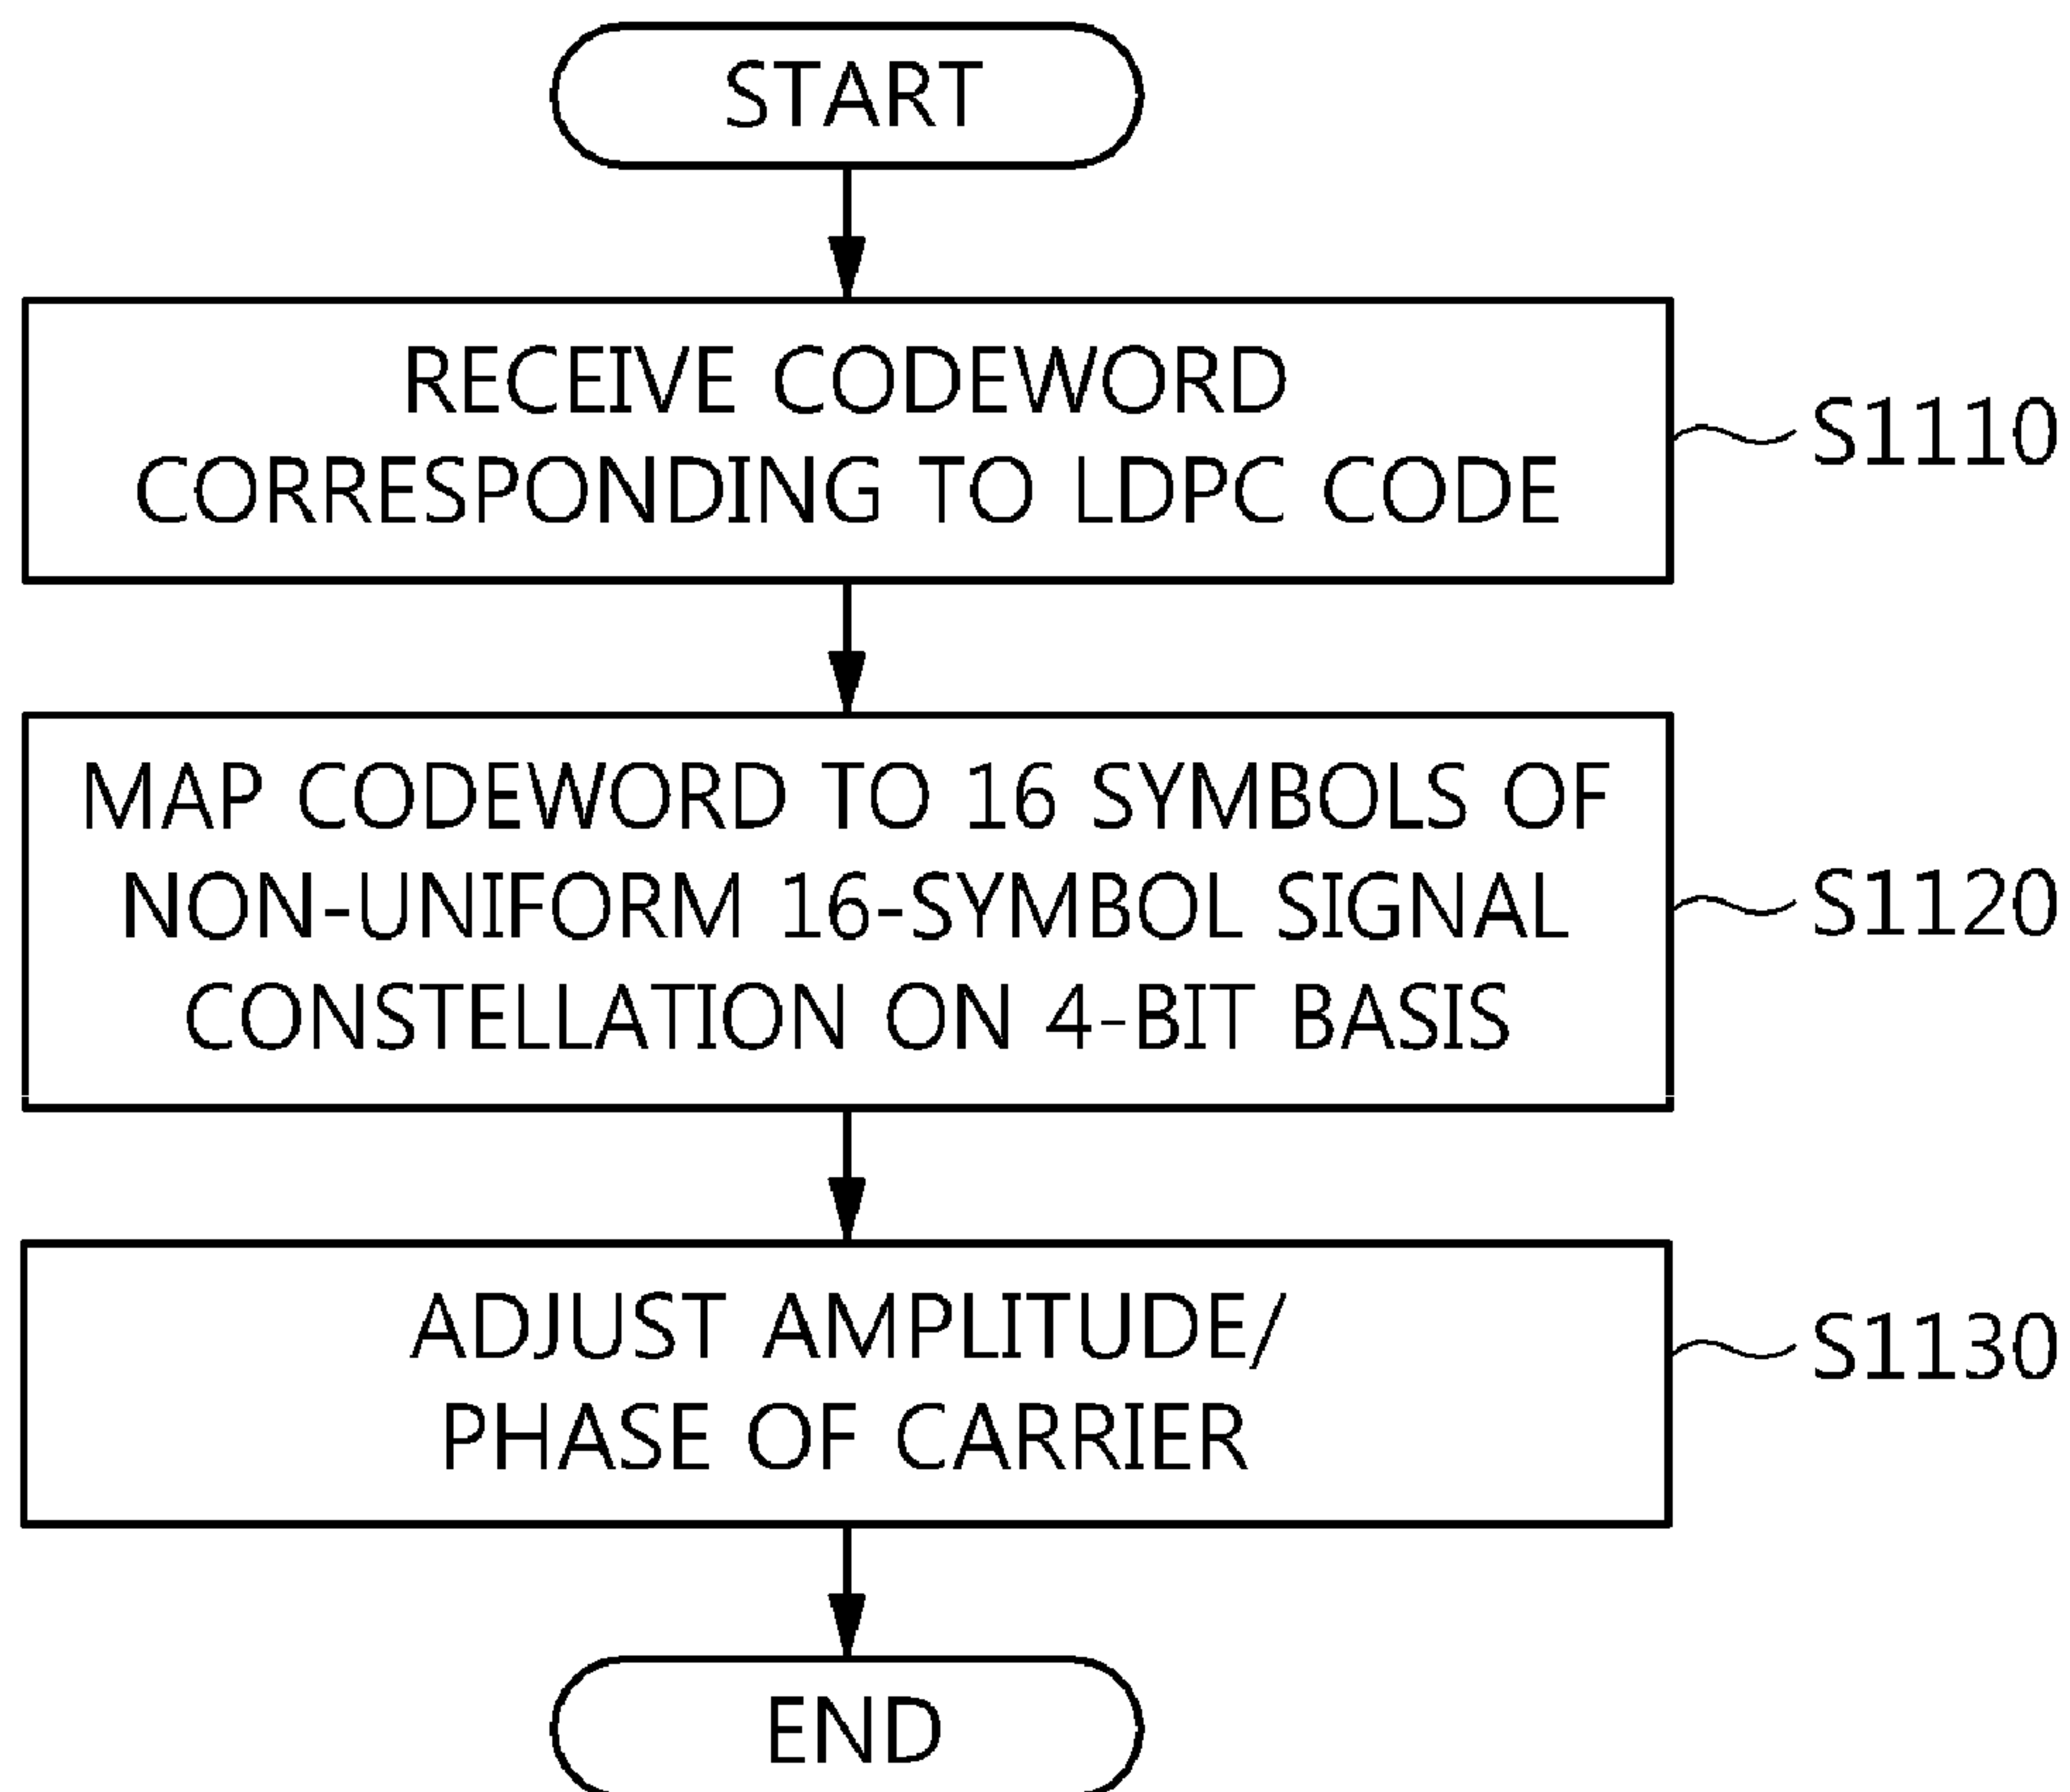 START
RECEIVE CODEWORD
CORRESPONDING TO LDPC CODE
S1110
MAP CODEWORD TO 16 SYMBOLS OF
NON-UNIFORM 16-SYMBOL SIGNAL
CONSTELLATION ON 4-BIT BASIS
S1120
ADJUST AMPLITUDE/
PHASE OF CARRIER
S1130
END